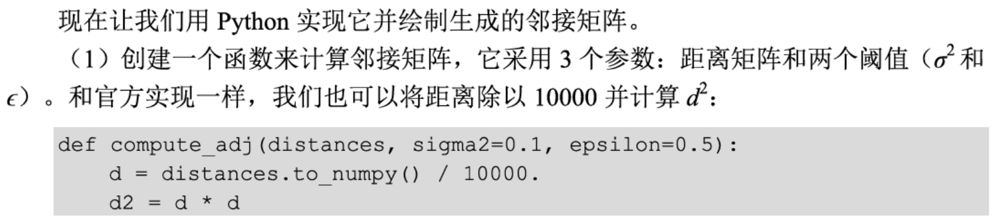 现在让我们用 Python 实现它并绘制生成的邻接矩阵。
（1）创建一个函数来计算邻接矩阵，它采用 3 个参数：距离矩阵和两个阈值（σ² 和
ϵ）。和官方实现一样，我们也可以将距离除以 10000 并计算 d²：
def compute_adj(distances, sigma2=0.1, epsilon=0.5):
    d = distances.to_numpy() / 10000.
    d2 = d * d